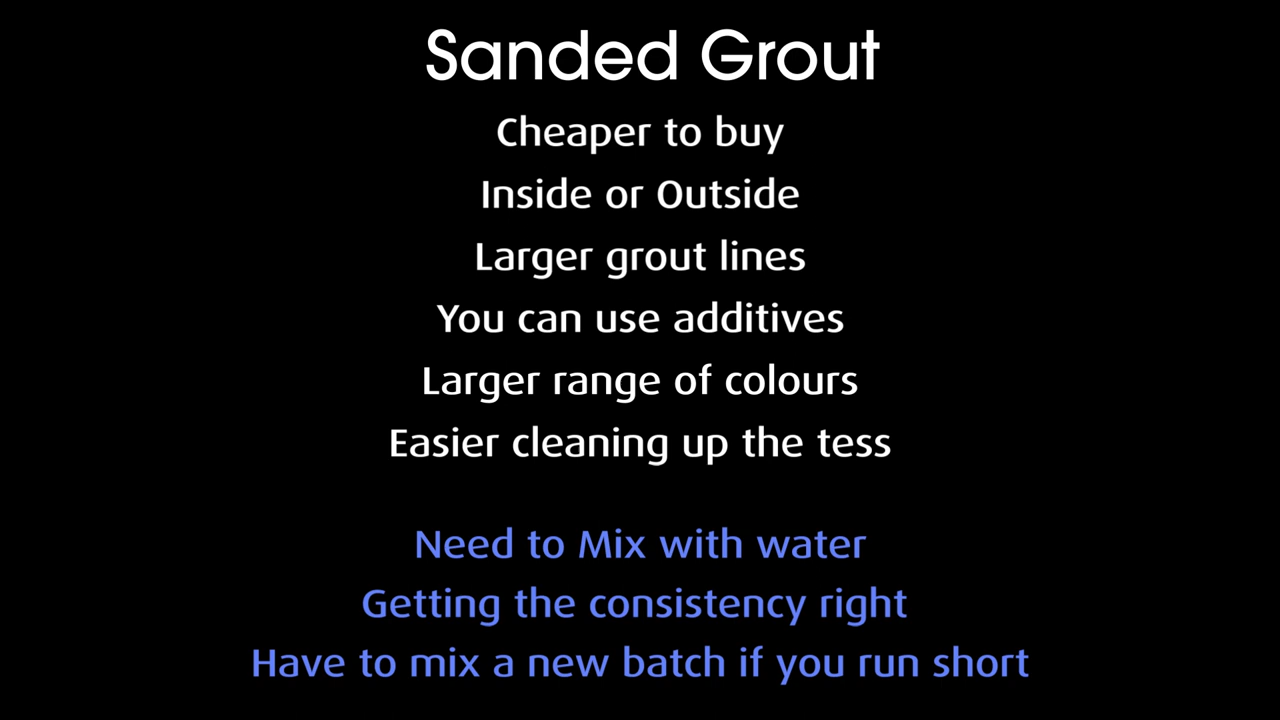 Sanded Grout
Cheaper to buy
Inside or Outside
Larger grout lines
You can use additives
Larger range of colours
Easier cleaning up the tess
Need to Mix with water
Getting the consistency right
Have to mix a new batch if you run short